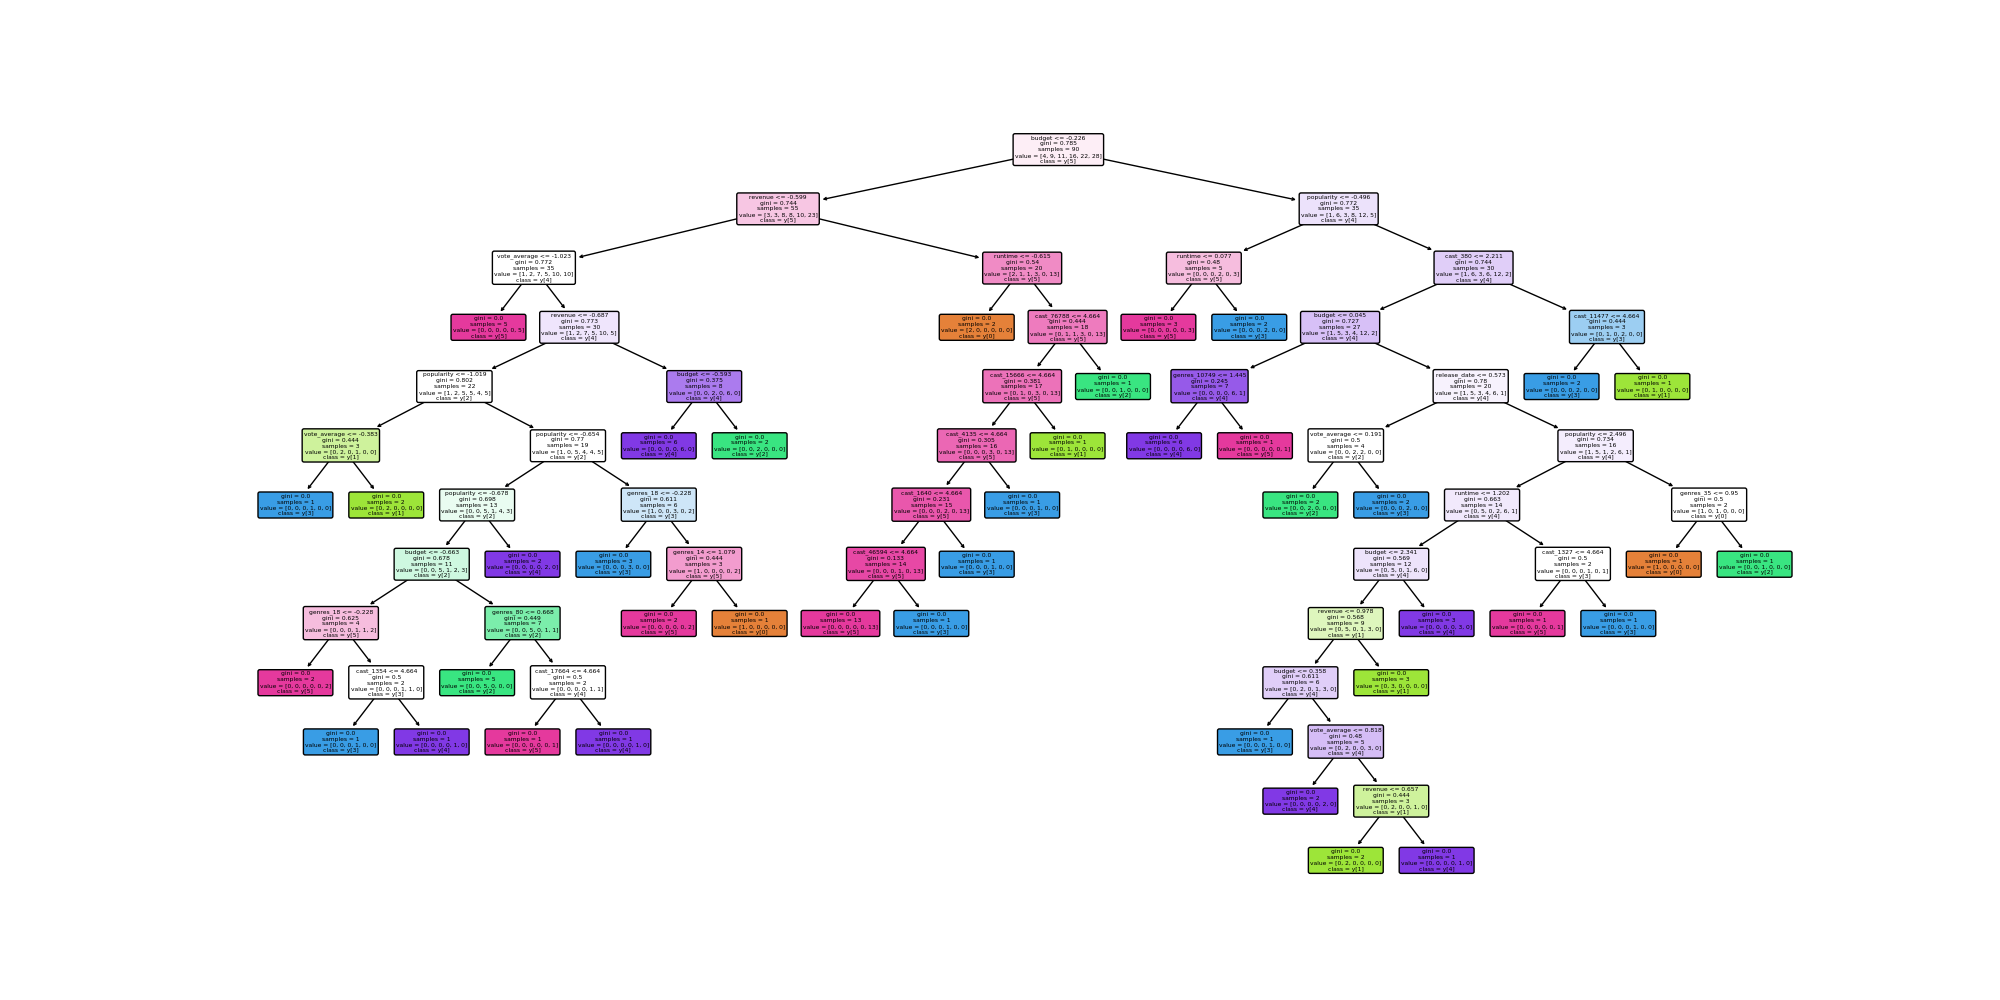 budget <= -0.226
gini = 0.785
samples = 90
value = [4, 9, 11, 16, 22, 28]
class = y[5]
revenue <= -0.599
gini = 0.744
samples = 55
value = [3, 3, 8, 8, 10, 23]
class = y[5]
popularity <= -0.496
gini = 0.772
samples = 35
value = [1, 6, 3, 8, 12, 5]
class = y[4]
vote_average <= -1.023
gini = 0.772
samples = 35
value = [1, 2, 7, 5, 10, 10]
class = y[4]
runtime <= -0.615
gini = 0.54
samples = 20
value = [2, 1, 1, 3, 0, 13]
class = y[5]
runtime <= 0.077
gini = 0.48
samples = 5
value = [0, 0, 0, 2, 0, 3]
class = y[5]
cast_380 <= 2.211
gini = 0.744
samples = 30
value = [1, 6, 3, 6, 12, 2]
class = y[4]
gini = 0.0
samples = 5
value = [0, 0, 0, 0, 0, 5]
class = y[5]
revenue <= -0.687
gini = 0.773
samples = 30
value = [1, 2, 7, 5, 10, 5]
class = y[4]
gini = 0.0
samples = 2
value = [2, 0, 0, 0, 0, 0]
class = y[0]
cast_76788 <= 4.664
gini = 0.444
samples = 18
value = [0, 1, 1, 3, 0, 13]
class = y[5]
gini = 0.0
samples = 3
value = [0, 0, 0, 0, 0, 3]
class = y[5]
gini = 0.0
samples = 2
value = [0, 0, 0, 2, 0, 0]
class = y[3]
budget <= 0.045
gini = 0.727
samples = 27
value = [1, 5, 3, 4, 12, 2]
class = y[4]
cast_11477 <= 4.664
gini = 0.444
samples = 3
value = [0, 1, 0, 2, 0, 0]
class = y[3]
popularity <= -1.019
gini = 0.802
samples = 22
value = [1, 2, 5, 5, 4, 5]
class = y[2]
budget <= -0.593
gini = 0.375
samples = 8
value = [0, 0, 2, 0, 6, 0]
class = y[4]
cast_15666 <= 4.664
gini = 0.381
samples = 17
value = [0, 1, 0, 3, 0, 13]
class = y[5]
gini = 0.0
samples = 1
value = [0, 0, 1, 0, 0, 0]
class = y[2]
genres_10749 <= 1.445
gini = 0.245
samples = 7
value = [0, 0, 0, 0, 6, 1]
class = y[4]
release_date <= 0.573
gini = 0.78
samples = 20
value = [1, 5, 3, 4, 6, 1]
class = y[4]
gini = 0.0
samples = 2
value = [0, 0, 0, 2, 0, 0]
class = y[3]
gini = 0.0
samples = 1
value = [0, 1, 0, 0, 0, 0]
class = y[1]
vote_average <= -0.383
gini = 0.444
samples = 3
value = [0, 2, 0, 1, 0, 0]
class = y[1]
popularity <= -0.654
gini = 0.77
samples = 19
value = [1, 0, 5, 4, 4, 5]
class = y[2]
gini = 0.0
samples = 6
value = [0, 0, 0, 0, 6, 0]
class = y[4]
gini = 0.0
samples = 2
value = [0, 0, 2, 0, 0, 0]
class = y[2]
cast_4135 <= 4.664
gini = 0.305
samples = 16
value = [0, 0, 0, 3, 0, 13]
class = y[5]
gini = 0.0
samples = 1
value = [0, 1, 0, 0, 0, 0]
class = y[1]
gini = 0.0
samples = 6
value = [0, 0, 0, 0, 6, 0]
class = y[4]
gini = 0.0
samples = 1
value = [0, 0, 0, 0, 0, 1]
class = y[5]
vote_average <= 0.191
gini = 0.5
samples = 4
value = [0, 0, 2, 2, 0, 0]
class = y[2]
popularity <= 2.496
gini = 0.734
samples = 16
value = [1, 5, 1, 2, 6, 1]
class = y[4]
gini = 0.0
samples = 1
value = [0, 0, 0, 1, 0, 0]
class = y[3]
gini = 0.0
samples = 2
value = [0, 2, 0, 0, 0, 0]
class = y[1]
popularity <= -0.678
gini = 0.698
samples = 13
value = [0, 0, 5, 1, 4, 3]
class = y[2]
genres_18 <= -0.228
gini = 0.611
samples = 6
value = [1, 0, 0, 3, 0, 2]
class = y[3]
cast_1640 <= 4.664
gini = 0.231
samples = 15
value = [0, 0, 0, 2, 0, 13]
class = y[5]
gini = 0.0
samples = 1
value = [0, 0, 0, 1, 0, 0]
class = y[3]
gini = 0.0
samples = 2
value = [0, 0, 2, 0, 0, 0]
class = y[2]
gini = 0.0
samples = 2
value = [0, 0, 0, 2, 0, 0]
class = y[3]
runtime <= 1.202
gini = 0.663
samples = 14
value = [0, 5, 0, 2, 6, 1]
class = y[4]
genres_35 <= 0.95
gini = 0.5
samples = 2
value = [1, 0, 1, 0, 0, 0]
class = y[0]
budget <= -0.663
gini = 0.678
samples = 11
value = [0, 0, 5, 1, 2, 3]
class = y[2]
gini = 0.0
samples = 2
value = [0, 0, 0, 0, 2, 0]
class = y[4]
gini = 0.0
samples = 3
value = [0, 0, 0, 3, 0, 0]
class = y[3]
genres_14 <= 1.079
gini = 0.444
samples = 3
value = [1, 0, 0, 0, 0, 2]
class = y[5]
cast_46594 <= 4.664
gini = 0.133
samples = 14
value = [0, 0, 0, 1, 0, 13]
class = y[5]
gini = 0.0
samples = 1
value = [0, 0, 0, 1, 0, 0]
class = y[3]
budget <= 2.341
gini = 0.569
samples = 12
value = [0, 5, 0, 1, 6, 0]
class = y[4]
cast_1327 <= 4.664
gini = 0.5
samples = 2
value = [0, 0, 0, 1, 0, 1]
class = y[3]
gini = 0.0
samples = 1
value = [1, 0, 0, 0, 0, 0]
class = y[0]
gini = 0.0
samples = 1
value = [0, 0, 1, 0, 0, 0]
class = y[2]
genres_18 <= -0.228
gini = 0.625
samples = 4
value = [0, 0, 0, 1, 1, 2]
class = y[5]
genres_80 <= 0.668
gini = 0.449
samples = 7
value = [0, 0, 5, 0, 1, 1]
class = y[2]
gini = 0.0
samples = 2
value = [0, 0, 0, 0, 0, 2]
class = y[5]
gini = 0.0
samples = 1
value = [1, 0, 0, 0, 0, 0]
class = y[0]
gini = 0.0
samples = 13
value = [0, 0, 0, 0, 0, 13]
class = y[5]
gini = 0.0
samples = 1
value = [0, 0, 0, 1, 0, 0]
class = y[3]
revenue <= 0.978
gini = 0.568
samples = 9
value = [0, 5, 0, 1, 3, 0]
class = y[1]
gini = 0.0
samples = 3
value = [0, 0, 0, 0, 3, 0]
class = y[4]
gini = 0.0
samples = 1
value = [0, 0, 0, 0, 0, 1]
class = y[5]
gini = 0.0
samples = 1
value = [0, 0, 0, 1, 0, 0]
class = y[3]
gini = 0.0
samples = 2
value = [0, 0, 0, 0, 0, 2]
class = y[5]
cast_1354 <= 4.664
gini = 0.5
samples = 2
value = [0, 0, 0, 1, 1, 0]
class = y[3]
gini = 0.0
samples = 5
value = [0, 0, 5, 0, 0, 0]
class = y[2]
cast_17664 <= 4.664
gini = 0.5
samples = 2
value = [0, 0, 0, 0, 1, 1]
class = y[4]
budget <= 0.358
gini = 0.611
samples = 6
value = [0, 2, 0, 1, 3, 0]
class = y[4]
gini = 0.0
samples = 3
value = [0, 3, 0, 0, 0, 0]
class = y[1]
gini = 0.0
samples = 1
value = [0, 0, 0, 1, 0, 0]
class = y[3]
gini = 0.0
samples = 1
value = [0, 0, 0, 0, 1, 0]
class = y[4]
gini = 0.0
samples = 1
value = [0, 0, 0, 0, 0, 1]
class = y[5]
gini = 0.0
samples = 1
value = [0, 0, 0, 0, 1, 0]
class = y[4]
gini = 0.0
samples = 1
value = [0, 0, 0, 1, 0, 0]
class = y[3]
vote_average <= 0.818
gini = 0.48
samples = 5
value = [0, 2, 0, 0, 3, 0]
class = y[4]
gini = 0.0
samples = 2
value = [0, 0, 0, 0, 2, 0]
class = y[4]
revenue <= 0.657
gini = 0.444
samples = 3
value = [0, 2, 0, 0, 1, 0]
class = y[1]
gini = 0.0
samples = 2
value = [0, 2, 0, 0, 0, 0]
class = y[1]
gini = 0.0
samples = 1
value = [0, 0, 0, 0, 1, 0]
class = y[4]